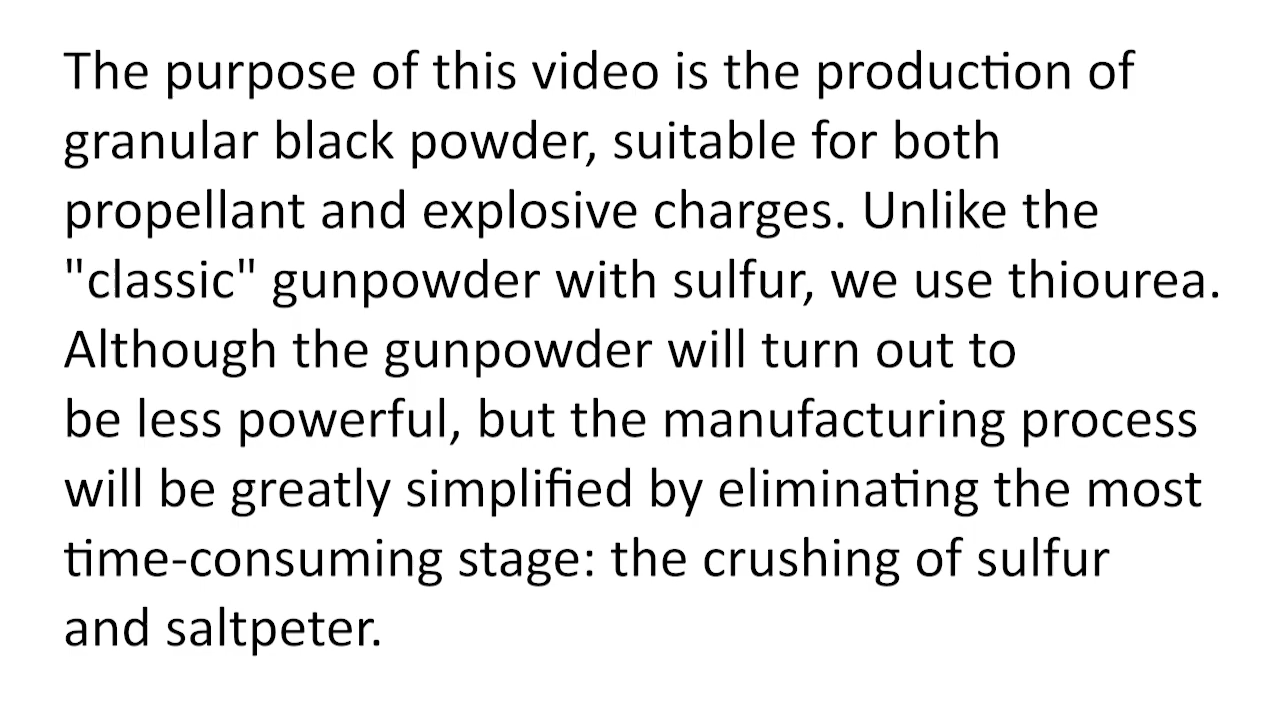 The purpose of this video is the production of
granular black powder, suitable for both
propellant and explosive charges. Unlike the
"classic" gunpowder with sulfur, we use thiourea.
Although the gunpowder will turn out to
be less powerful, but the manufacturing process
will be greatly simplified by eliminating the most
time-consuming stage: the crushing of sulfur
and saltpeter.